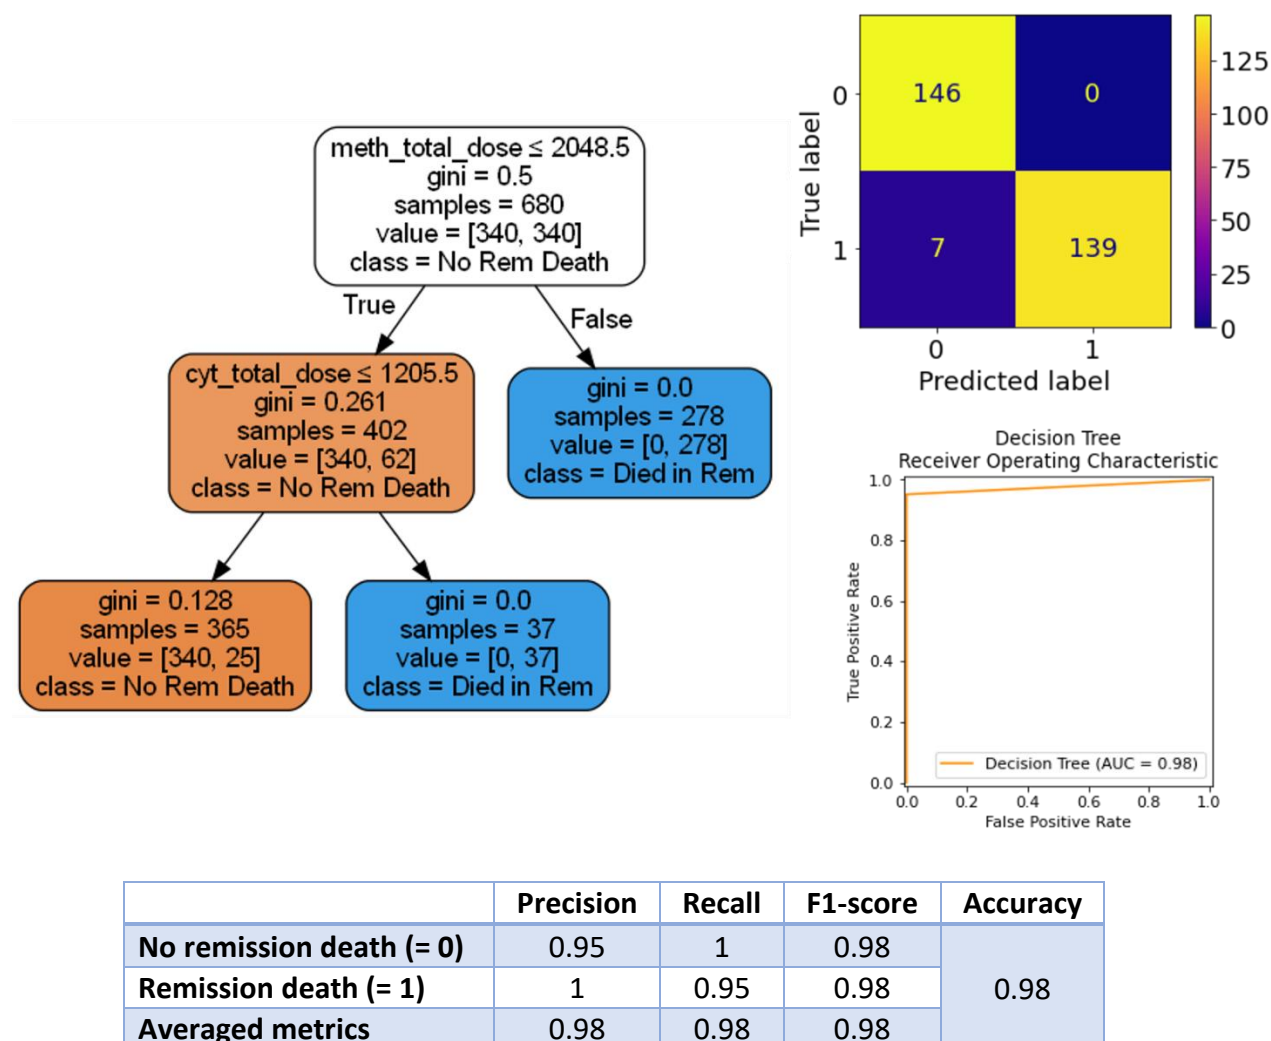 meth_total_dose ≤ 2048.5
gini = 0.5
samples = 680
value = [340, 340]
class = No Rem Death
True
False
cyt_total_dose ≤ 1205.5
gini = 0.261
samples = 402
value = [340, 62]
class = No Rem Death
gini = 0.0
samples = 278
value = [0, 278]
class = Died in Rem
gini = 0.128
samples = 365
value = [340, 25]
class = No Rem Death
gini = 0.0
samples = 37
value = [0, 37]
class = Died in Rem
True label
0
1
146
0
7
139
0
1
Predicted label
125
100
75
50
25
0
Decision Tree
Receiver Operating Characteristic
True Positive Rate
1.0
0.8
0.6
0.4
0.2
0.0
Decision Tree (AUC = 0.98)
0.0 0.2 0.4 0.6 0.8 1.0
False Positive Rate
Precision Recall F1-score Accuracy
No remission death (= 0) 0.95 1 0.98
Remission death (= 1) 1 0.95 0.98 0.98
Averaged metrics 0.98 0.98 0.98